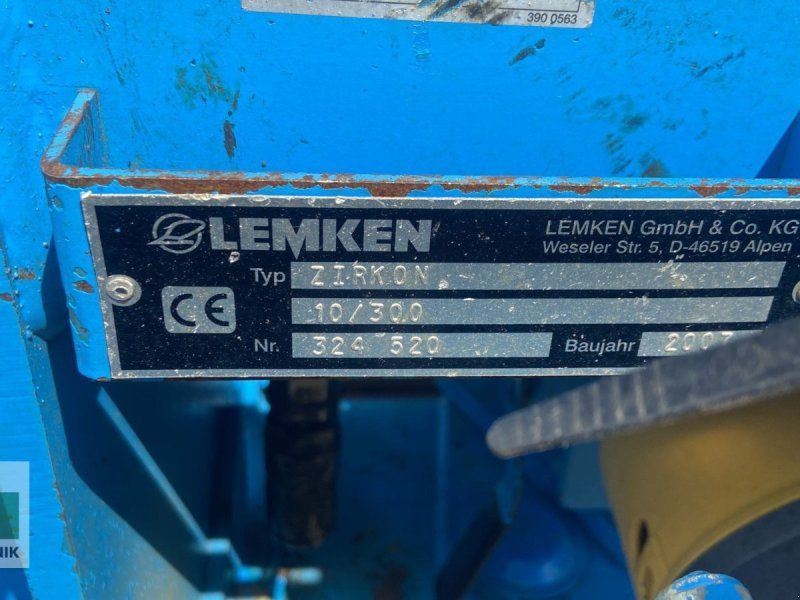 390 0563
LEMKEN
LEMKEN GmbH & Co. KG
Weseler Str. 5, D-46519 Alpen
Typ ZIRKON
CE
10/300
Nr. 324 520
Baujahr
NIK